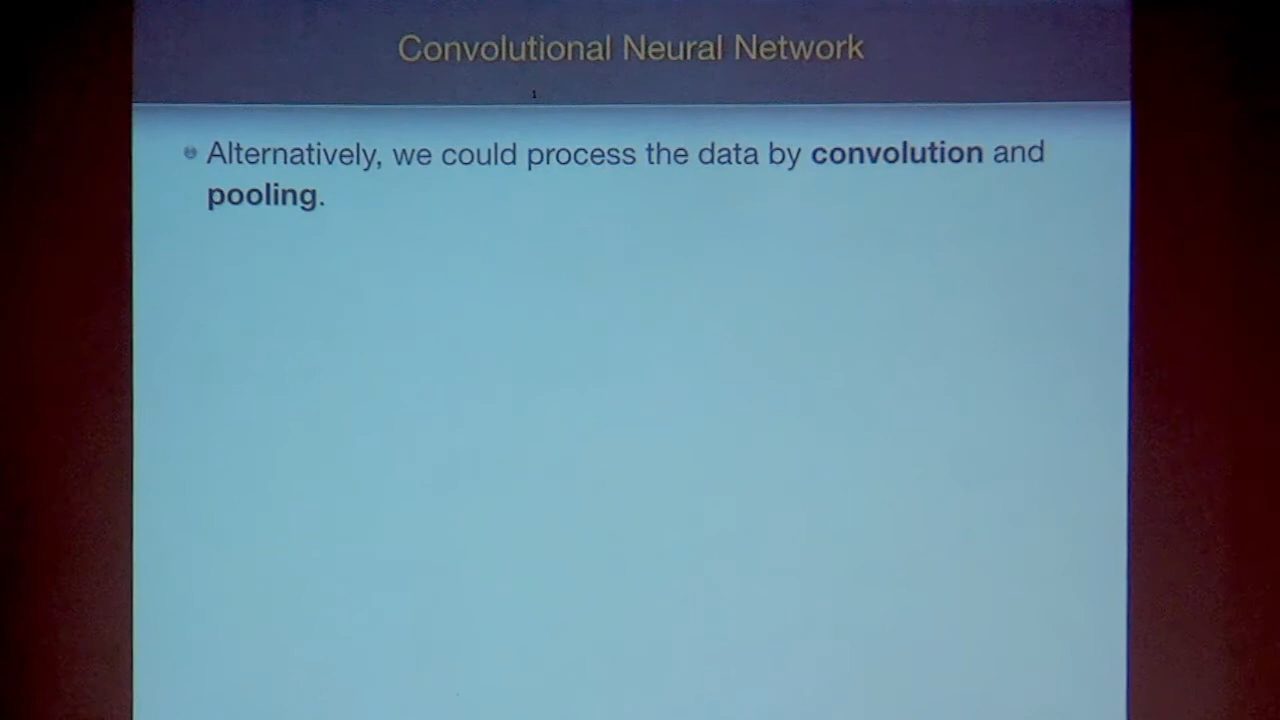 Convolutional Neural Network
Alternatively, we could process the data by convolution and
pooling.